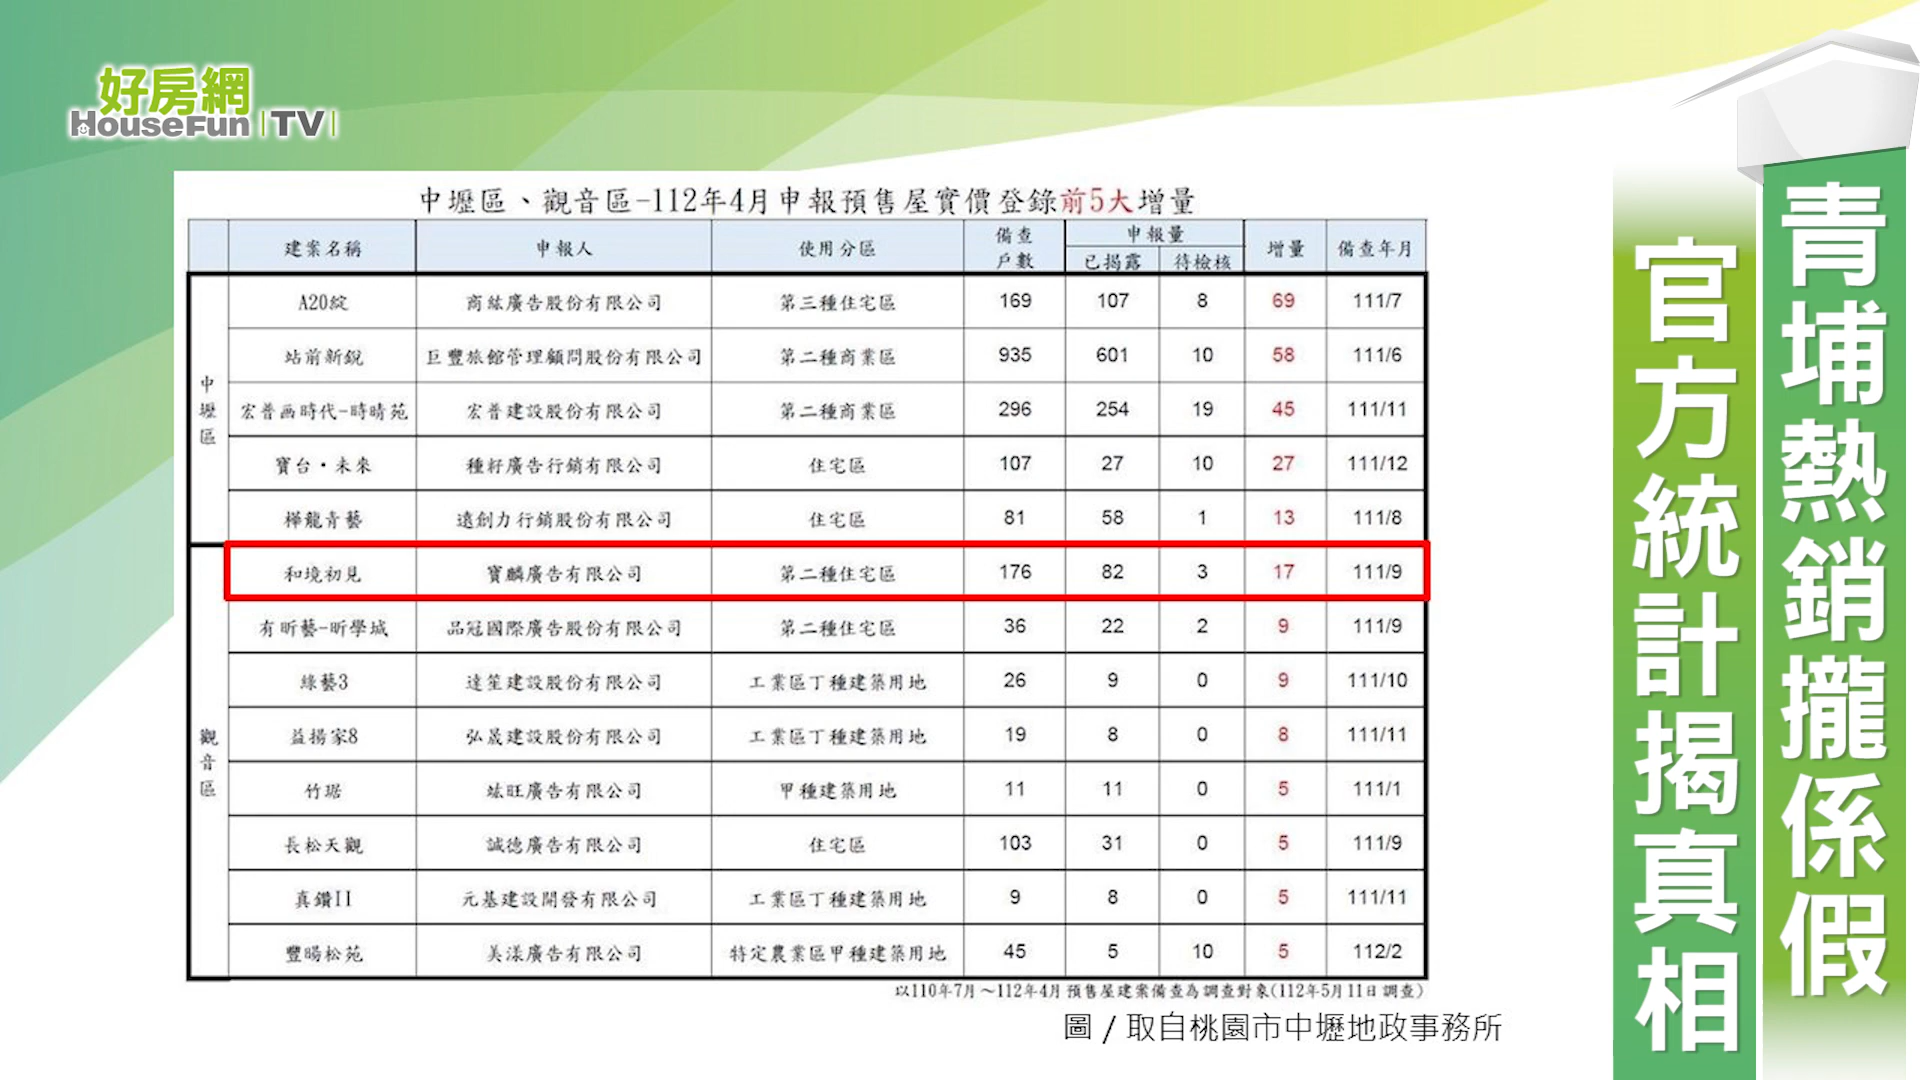 好房網
HouseFun TV
中壢區、觀音區-112年4月申報預售屋實價登錄前5大增量
建案名稱 申報人 使用分區 備查戶數 申報量 已揭露 待檢核 增量 備查年月
中壢區
A20綻 商紘廣告股份有限公司 第三種住宅區 169 107 8 69 111/7
站前新銳 巨豐旅館管理顧問股份有限公司 第二種商業區 935 601 10 58 111/6
宏普画時代-時晴苑 宏普建設股份有限公司 第二種商業區 296 254 19 45 111/11
寶台・未來 種籽廣告行銷有限公司 住宅區 107 27 10 27 111/12
樺龍青藝 遠創力行銷股份有限公司 住宅區 81 58 1 13 111/8
觀音區
和境初見 寶麟廣告有限公司 第二種住宅區 176 82 3 17 111/9
有昕藝-昕學城 品冠國際廣告股份有限公司 第二種住宅區 36 22 2 9 111/9
綠藝3 達笙建設股份有限公司 工業區丁種建築用地 26 9 0 9 111/10
益揚家8 弘晟建設股份有限公司 工業區丁種建築用地 19 8 0 8 111/11
竹琚 竑旺廣告有限公司 甲種建築用地 11 11 0 5 111/1
長松天觀 誠德廣告有限公司 住宅區 103 31 0 5 111/9
真鑽II 元基建設開發有限公司 工業區丁種建築用地 9 8 0 5 111/11
豐暘松苑 美漾廣告有限公司 特定農業區甲種建築用地 45 5 10 5 112/2
以110年7月～112年4月預售屋建案備查為調查對象(112年5月11日調查)
圖 / 取自桃園市中壢地政事務所
青埔熱銷攏係假
官方統計揭真相